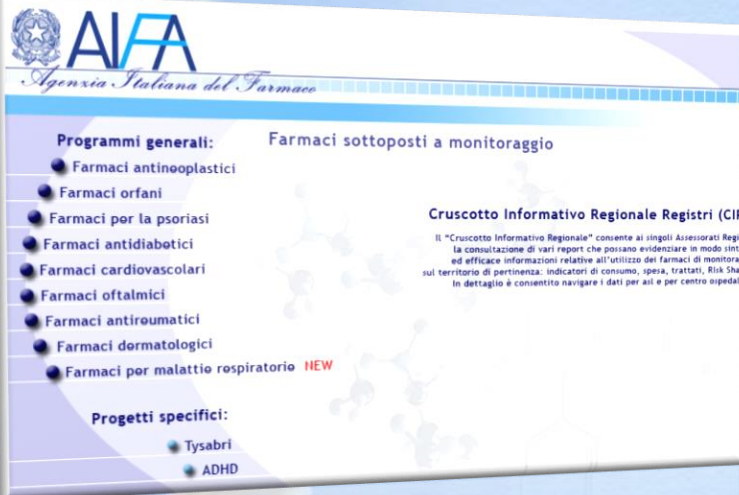 AIFA
Agenzia Italiana del Farmaco
Programmi generali:
Farmaci antineoplastici
Farmaci orfani
Farmaci per la psoriasi
Farmaci antidiabetici
Farmaci cardiovascolari
Farmaci oftalmici
Farmaci antireumatici
Farmaci dermatologici
Farmaci per malattie respiratorie NEW
Progetti specifici:
Tysabri
ADHD
Farmaci sottoposti a monitoraggio
Cruscotto Informativo Regionale Registri
Il "Cruscotto Informativo Regionale" consente ai singoli Assessorati
la consultazione di vari report che possano evidenziare in modo
ed efficace informazioni relative all'utilizzo dei farmaci di
sul territorio di pertinenza: indicatori di consumo, spesa, trattati, Risk
In dettaglio è consentito navigare i dati per asl e per centro